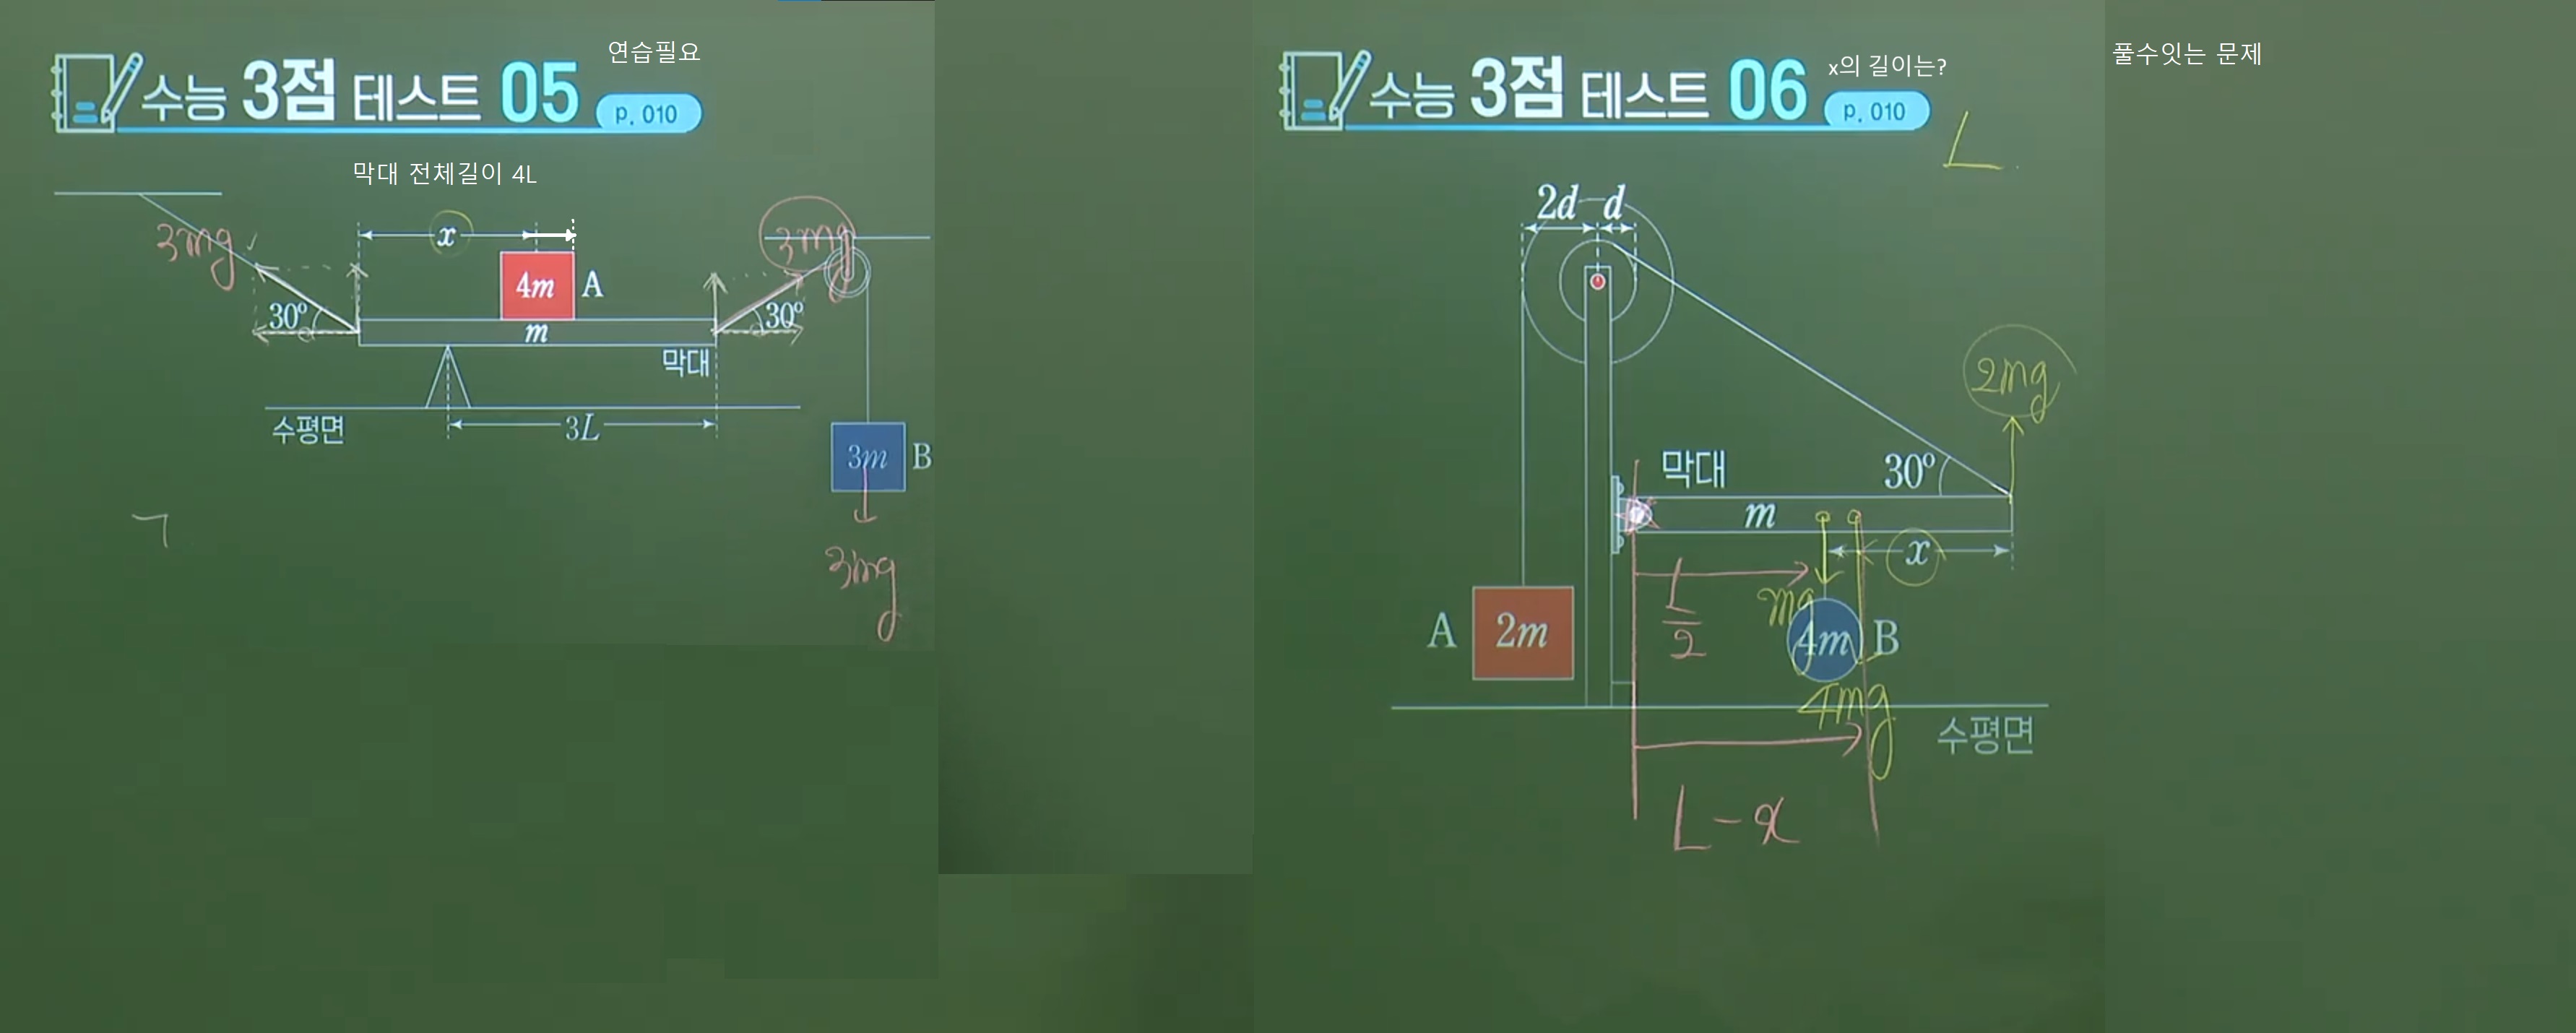 연습필요
수능 3점 테스트 05
p. 010
막대 전체길이 4L
3mg
x
3mg
4m
A
30°
30°
m
막대
수평면
3L
3m
B
ㄱ
3mg
x의 길이는?
수능 3점 테스트 06
p. 010
L
2d
d
2mg
막대
30°
m
x
L/2
mg
A
2m
4m
B
4mg
수평면
L-x
풀수잇는 문제